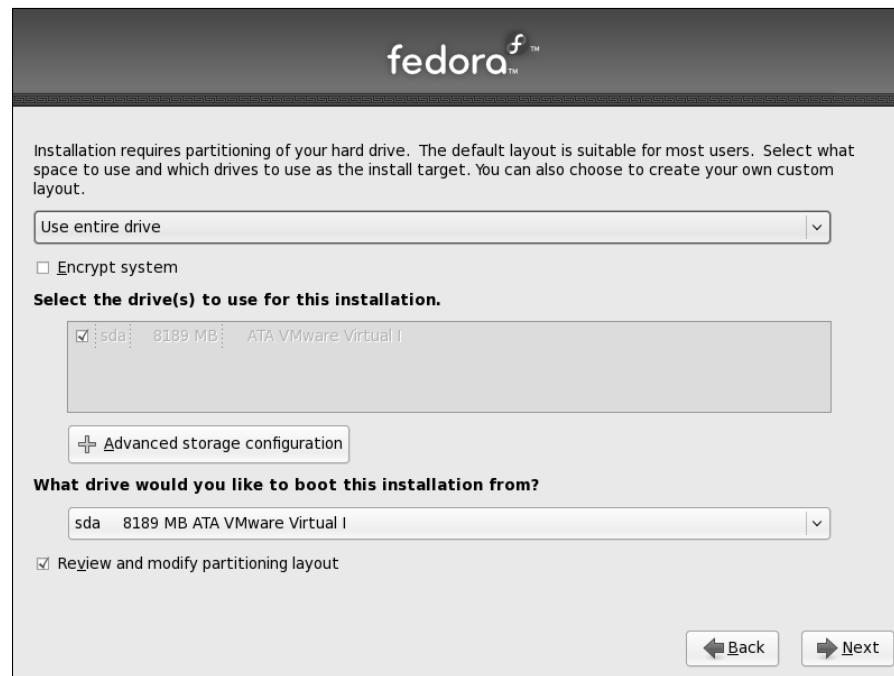 fedora f™
™
Installation requires partitioning of your hard drive. The default layout is suitable for most users. Select what
space to use and which drives to use as the install target. You can also choose to create your own custom
layout.
Use entire drive
Encrypt system
Select the drive(s) to use for this installation.
sda 8189 MB ATA VMware Virtual I
Advanced storage configuration
What drive would you like to boot this installation from?
sda 8189 MB ATA VMware Virtual I
Review and modify partitioning layout
Back Next